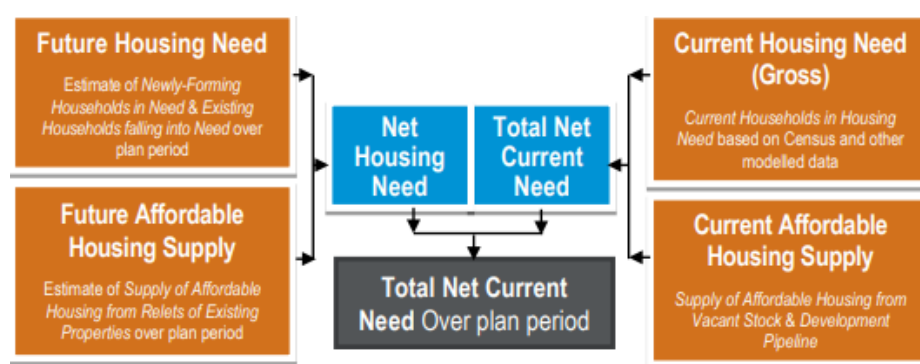 Future Housing Need
Estimate of Newly-Forming
Households in Need & Existing
Households falling into Need over
plan period
Future Affordable
Housing Supply
Estimate of Supply of Affordable
Housing from Relets of Existing
Properties over plan period
Net
Housing
Need
Total Net
Current
Need
Total Net Current
Need Over plan period
Current Housing Need
(Gross)
Current Households in Housing
Need based on Census and other
modelled data
Current Affordable
Housing Supply
Supply of Affordable Housing from
Vacant Stock & Development
Pipeline